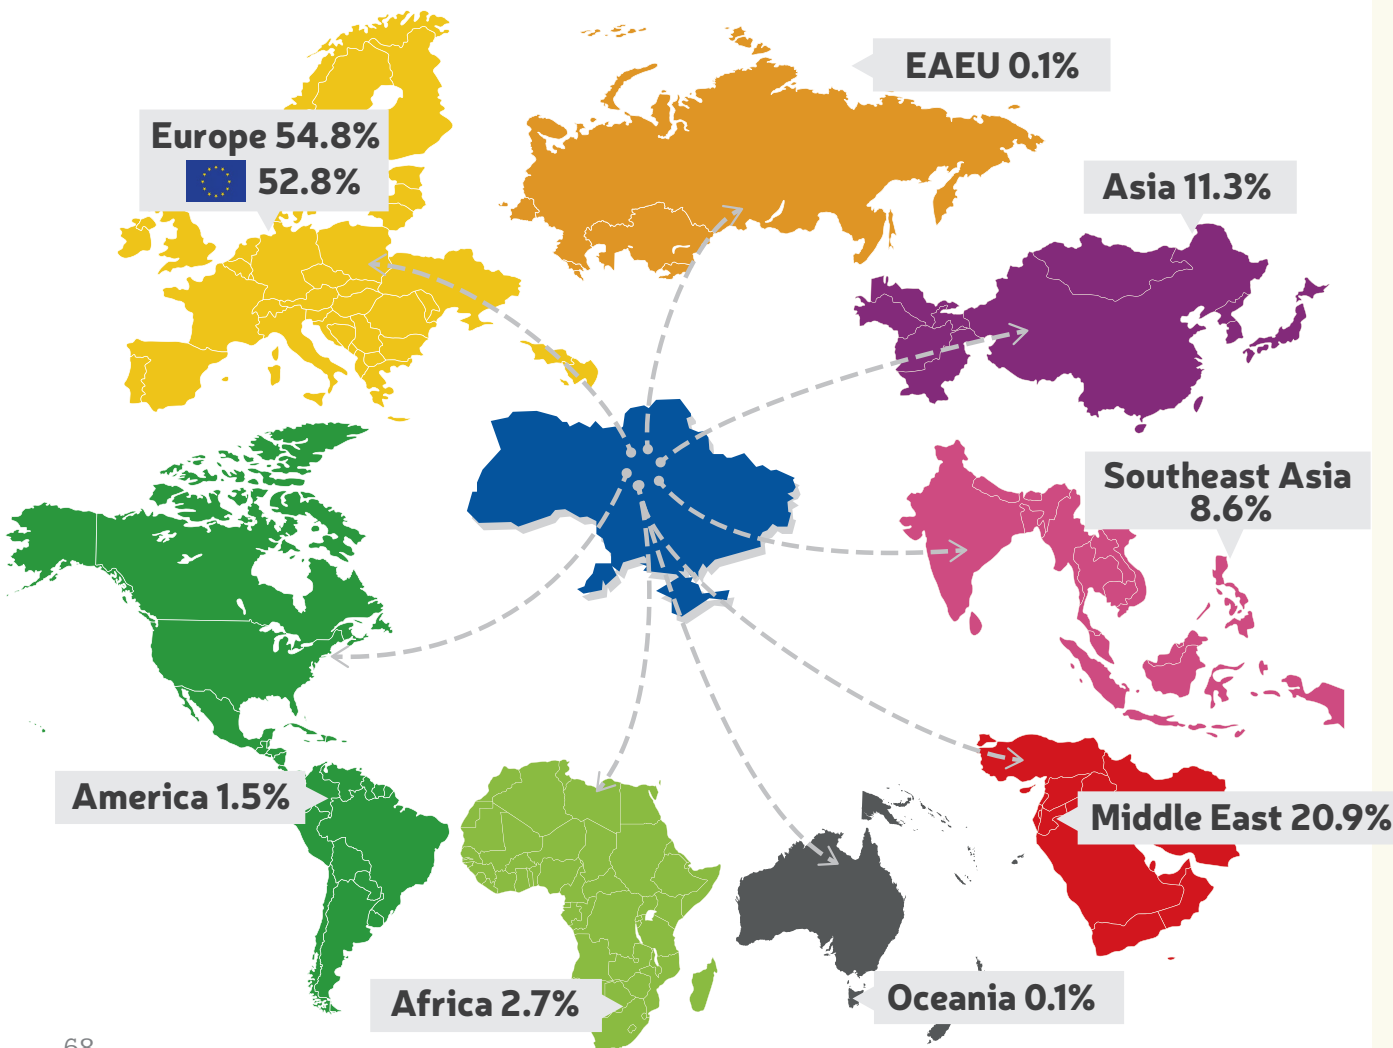 EAEU 0.1%
Europe 54.8%
52.8%
Asia 11.3%
Southeast Asia
8.6%
America 1.5%
Middle East 20.9%
Africa 2.7%
Oceania 0.1%
68